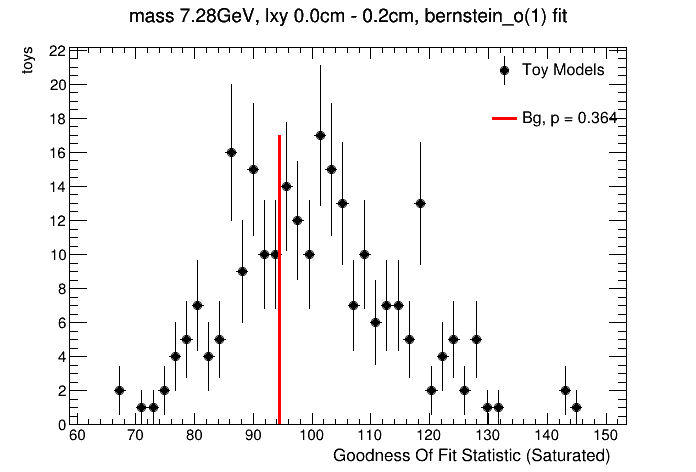 mass 7.28GeV, lxy 0.0cm - 0.2cm, bernstein_o(1) fit
toys
22
20
18
16
14
12
10
8
6
4
2
0
Toy Models
Bg, p = 0.364
60 70 80 90 100 110 120 130 140 150
Goodness Of Fit Statistic (Saturated)